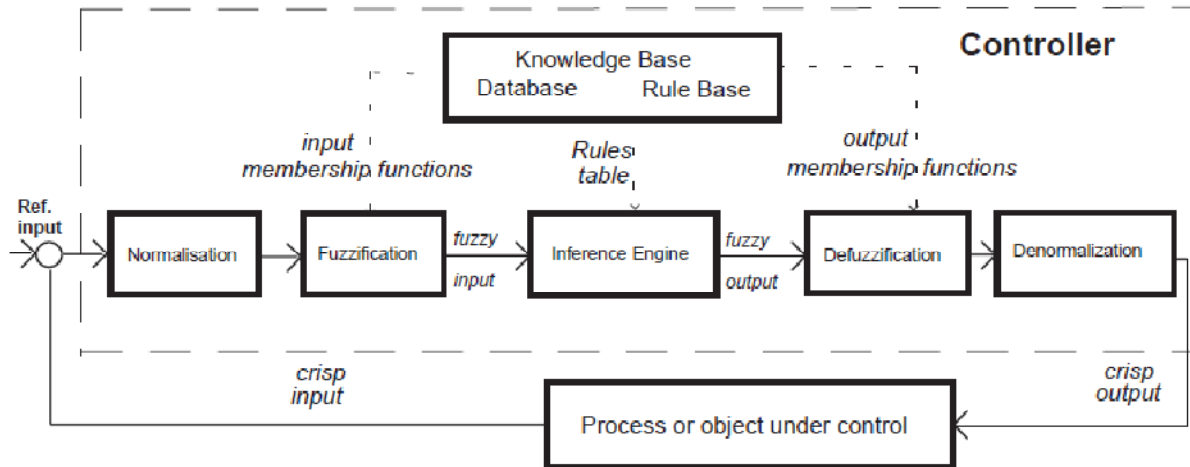 Controller
Knowledge Base
Database Rule Base
input
membership functions
Rules
table
output
membership functions
Ref.
input
Normalisation
Fuzzification
fuzzy
input
Inference Engine
fuzzy
output
Defuzzification
Denormalization
crisp
input
crisp
output
Process or object under control